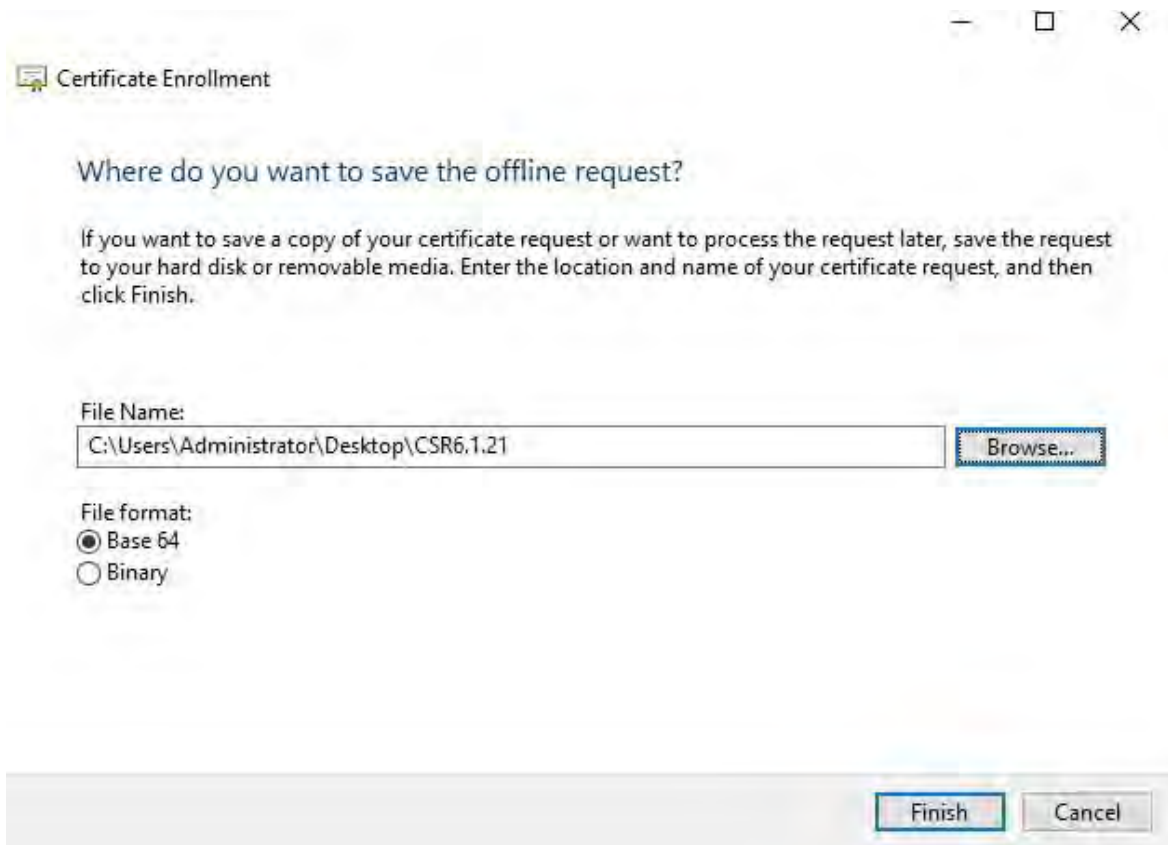 Certificate Enrollment
Where do you want to save the offline request?
If you want to save a copy of your certificate request or want to process the request later, save the request
to your hard disk or removable media. Enter the location and name of your certificate request, and then
click Finish.
File Name:
C:\Users\Administrator\Desktop\CSR6.1.21
Browse...
File format:
Base 64
Binary
Finish
Cancel